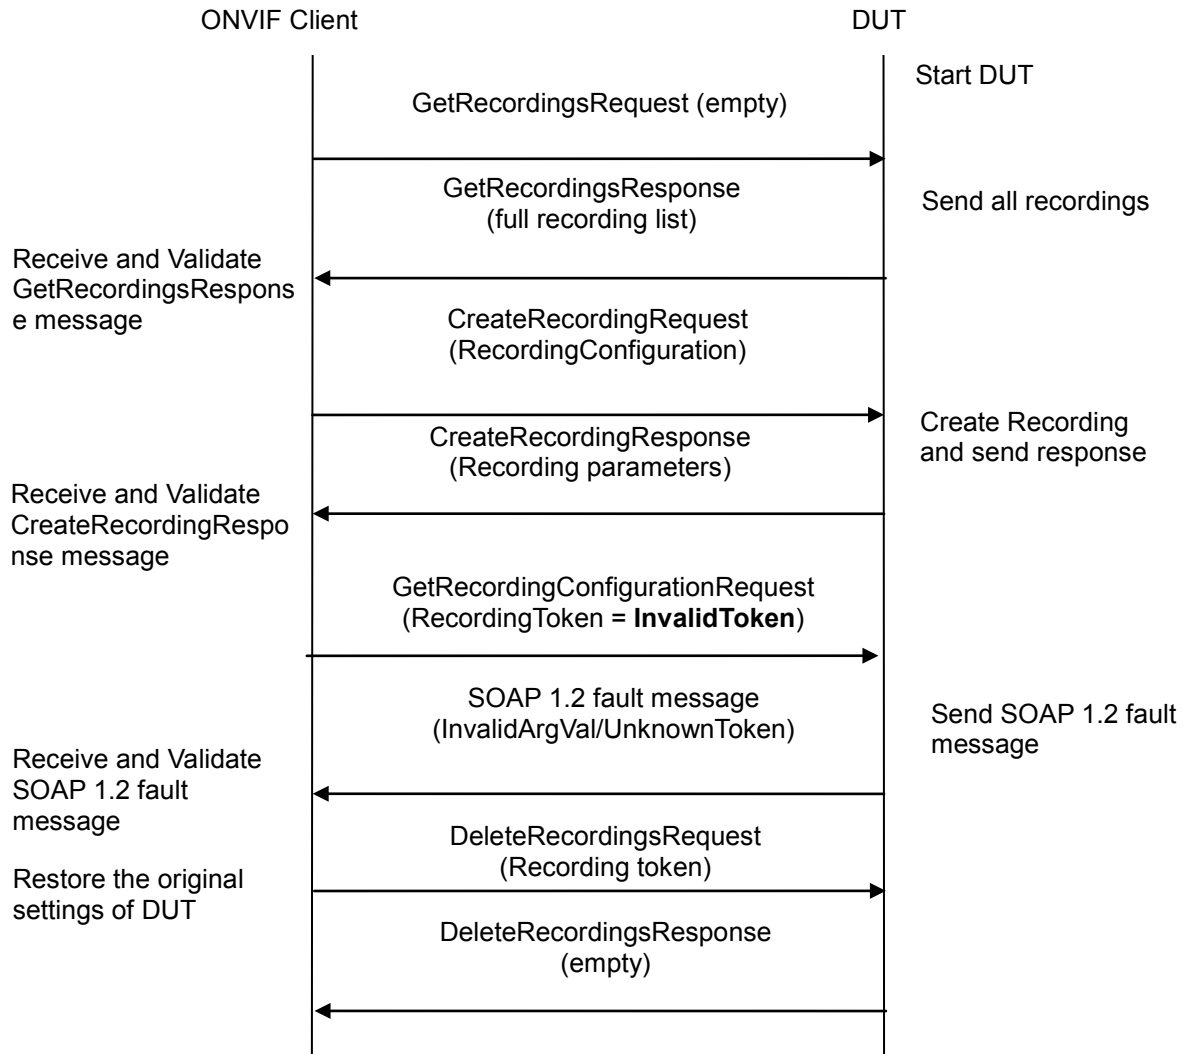 ONVIF Client
DUT
Start DUT
GetRecordingsRequest (empty)
GetRecordingsResponse
(full recording list)
Send all recordings
Receive and Validate
GetRecordingsRespons
e message
CreateRecordingRequest
(RecordingConfiguration)
Create Recording
and send response
CreateRecordingResponse
(Recording parameters)
Receive and Validate
CreateRecordingRespo
nse message
GetRecordingConfigurationRequest
(RecordingToken = InvalidToken)
SOAP 1.2 fault message
(InvalidArgVal/UnknownToken)
Send SOAP 1.2 fault
message
Receive and Validate
SOAP 1.2 fault
message
DeleteRecordingsRequest
(Recording token)
Restore the original
settings of DUT
DeleteRecordingsResponse
(empty)